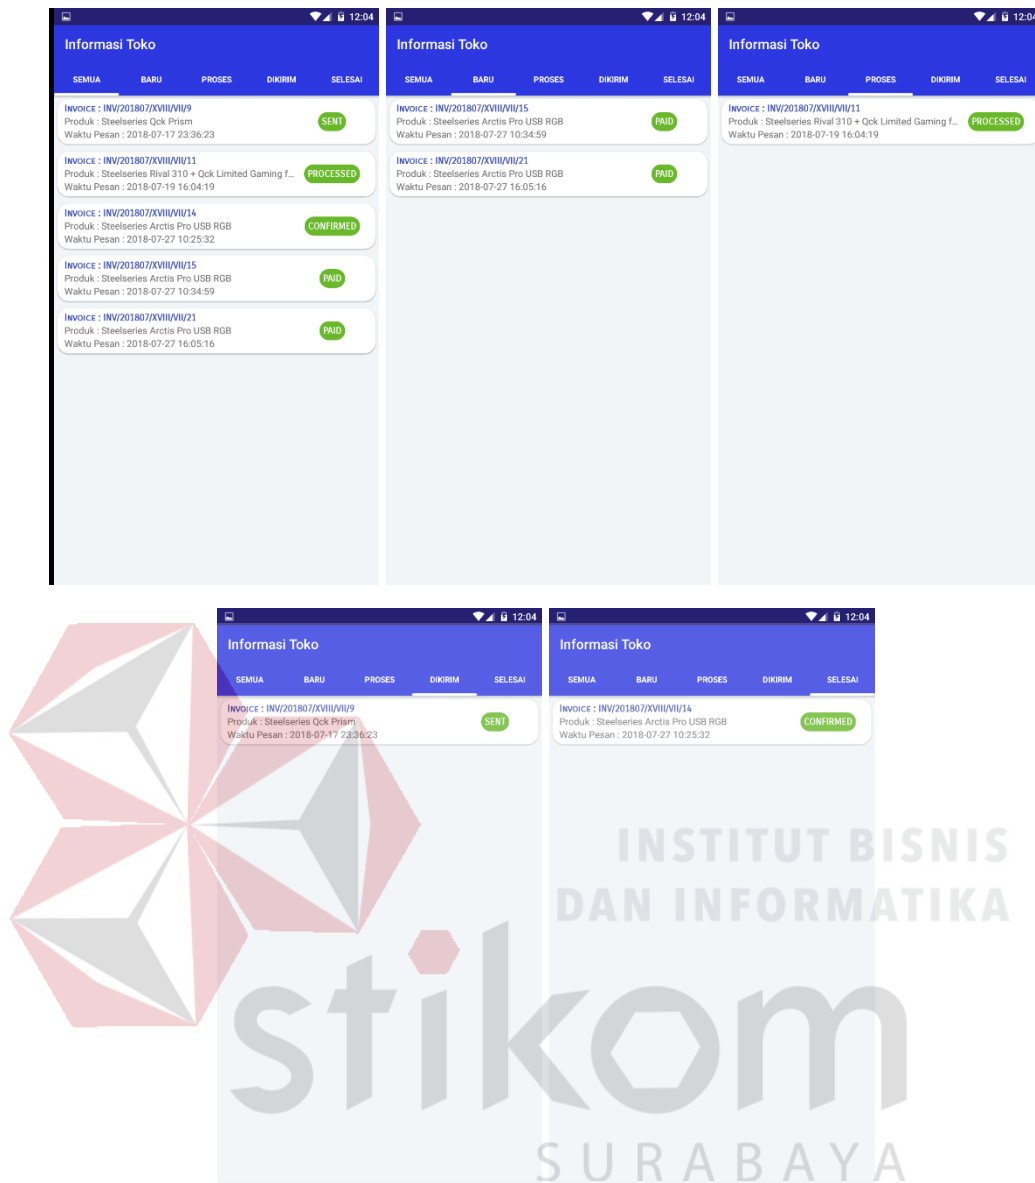 12:04
Informasi Toko
SEMUA BARU PROSES DIKIRIM SELESAI
INVOICE : INV/201807/XVIII/VII/9
Produk : Steelseries Qck Prism
Waktu Pesan : 2018-07-17 23:36:23
SENT
INVOICE : INV/201807/XVIII/VII/11
Produk : Steelseries Rival 310 + Qck Limited Gaming f...
Waktu Pesan : 2018-07-19 16:04:19
PROCESSED
INVOICE : INV/201807/XVIII/VII/14
Produk : Steelseries Arctis Pro USB RGB
Waktu Pesan : 2018-07-27 10:25:32
CONFIRMED
INVOICE : INV/201807/XVIII/VII/15
Produk : Steelseries Arctis Pro USB RGB
Waktu Pesan : 2018-07-27 10:34:59
PAID
INVOICE : INV/201807/XVIII/VII/21
Produk : Steelseries Arctis Pro USB RGB
Waktu Pesan : 2018-07-27 16:05:16
PAID
12:04
Informasi Toko
SEMUA BARU PROSES DIKIRIM SELESAI
INVOICE : INV/201807/XVIII/VII/15
Produk : Steelseries Arctis Pro USB RGB
Waktu Pesan : 2018-07-27 10:34:59
PAID
INVOICE : INV/201807/XVIII/VII/21
Produk : Steelseries Arctis Pro USB RGB
Waktu Pesan : 2018-07-27 16:05:16
PAID
12:04
Informasi Toko
SEMUA BARU PROSES DIKIRIM SELESAI
INVOICE : INV/201807/XVIII/VII/11
Produk : Steelseries Rival 310 + Qck Limited Gaming f...
Waktu Pesan : 2018-07-19 16:04:19
PROCESSED
12:04
Informasi Toko
SEMUA BARU PROSES DIKIRIM SELESAI
INVOICE : INV/201807/XVIII/VII/9
Produk : Steelseries Qck Prism
Waktu Pesan : 2018-07-17 23:36:23
SENT
12:04
Informasi Toko
SEMUA BARU PROSES DIKIRIM SELESAI
INVOICE : INV/201807/XVIII/VII/14
Produk : Steelseries Arctis Pro USB RGB
Waktu Pesan : 2018-07-27 10:25:32
CONFIRMED
INSTITUT BISNIS
DAN INFORMATIKA
stikom
SURABAYA